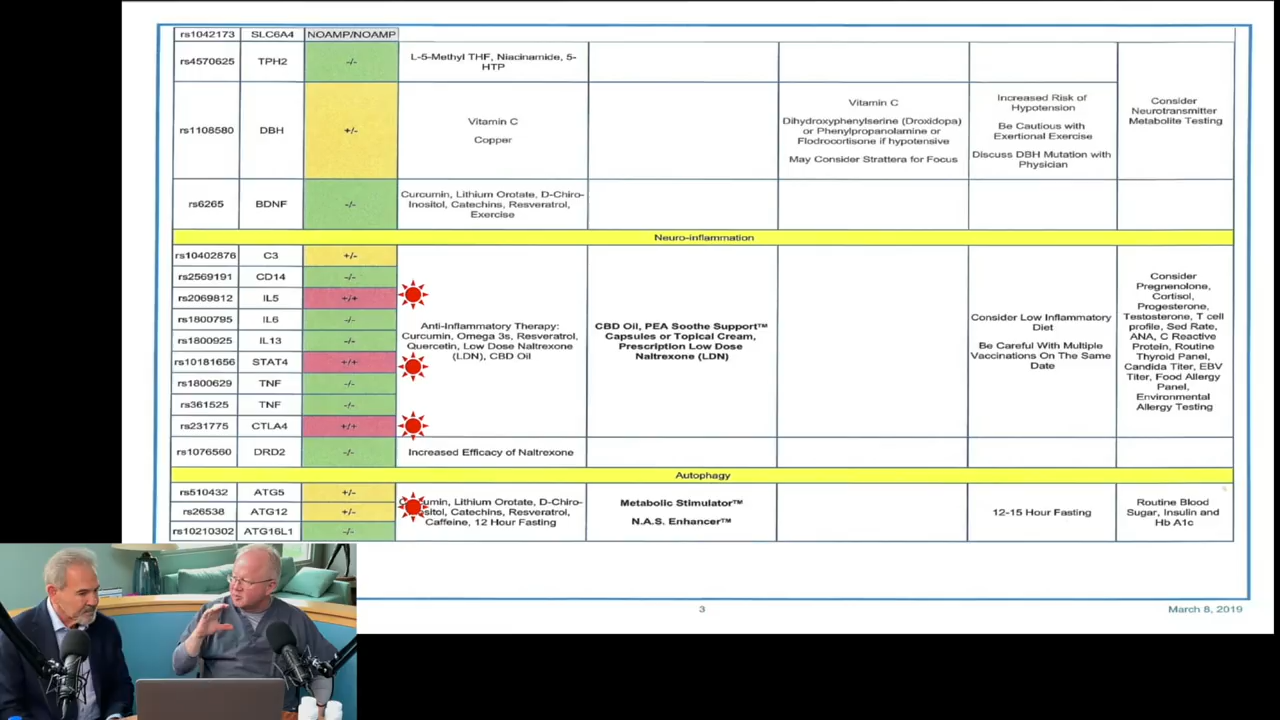 rs1042173 SLC6A4 NOAMP/NOAMP
rs4570625 TPH2 -/-
L-5-Methyl THF, Niacinamide, 5-
HTP
rs1108580 DBH +/-
Vitamin C
Copper
Vitamin C
Dihydroxyphenylserine (Droxidopa)
or Phenylpropanolamine or
Flodrocortisone if hypotensive
May Consider Strattera for Focus
Increased Risk of
Hypotension
Be Cautious with
Exertional Exercise
Discuss DBH Mutation with
Physician
Consider
Neurotransmitter
Metabolite Testing
rs6265 BDNF -/-
Curcumin, Lithium Orotate, D-Chiro-
Inositol, Catechins, Resveratrol,
Exercise
Neuro-inflammation
rs10402876 C3 +/-
rs2569191 CD14 -/-
rs2069812 IL5 +/+
rs1800795 IL6 -/-
rs1800925 IL13 -/-
rs10181656 STAT4 +/+
rs1800629 TNF -/-
rs361525 TNF -/-
rs231775 CTLA4 +/+
Anti-Inflammatory Therapy:
Curcumin, Omega 3s, Resveratrol,
Quercetin, Low Dose Naltrexone
(LDN), CBD Oil
CBD Oil, PEA Soothe Support™
Capsules or Topical Cream,
Prescription Low Dose
Naltrexone (LDN)
Consider Low Inflammatory
Diet
Be Careful With Multiple
Vaccinations On The Same
Date
Consider
Pregnenolone,
Cortisol,
Progesterone,
Testosterone, T cell
profile, Sed Rate,
ANA, C Reactive
Protein, Routine
Thyroid Panel,
Candida Titer, EBV
Titer, Food Allergy
Panel,
Environmental
Allergy Testing
rs1076560 DRD2 -/- Increased Efficacy of Naltrexone
Autophagy
rs510432 ATG5 +/-
rs26538 ATG12 +/-
rs10210302 ATG16L1 -/-
Lithium Orotate, D-Chiro-
Catechins, Resveratrol,
Caffeine, 12 Hour Fasting
Metabolic Stimulator™
N.A.S. Enhancer™
12-15 Hour Fasting
Routine Blood
Sugar, Insulin and
Hb A1c
3
March 8, 2019